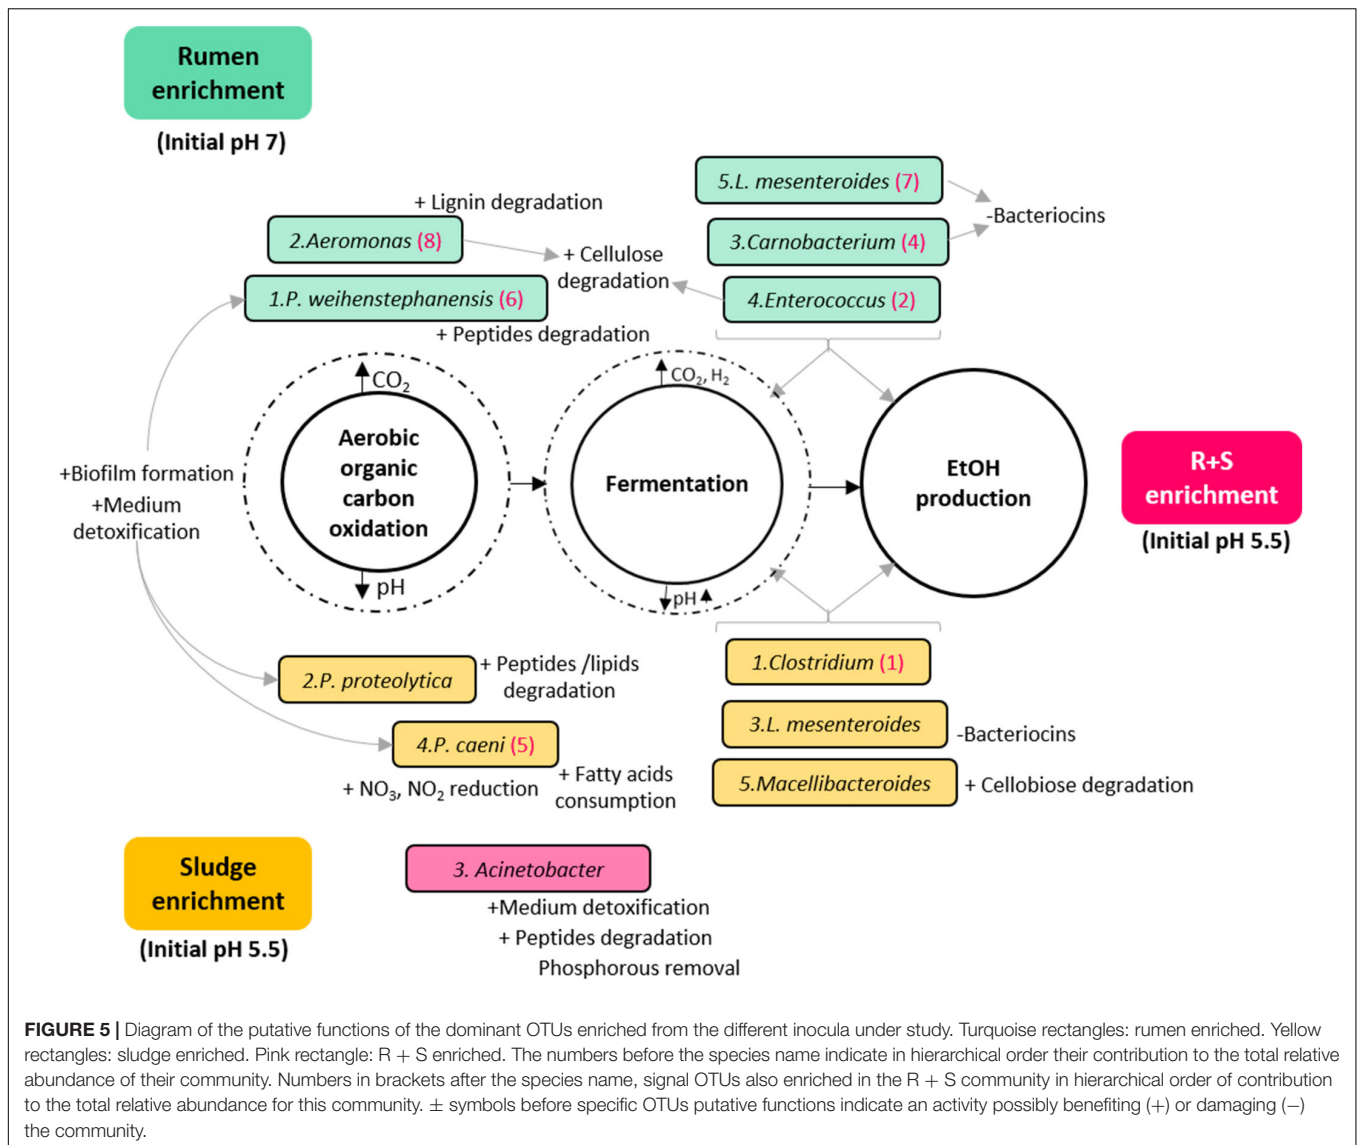 Rumen
enrichment
(Initial pH 7)
+ Lignin degradation
2.Aeromonas (8)
+ Cellulose
degradation
1.P. weihenstephanensis (6)
+ Peptides degradation
5.L. mesenteroides (7)
3.Carnobacterium (4)
-Bacteriocins
4.Enterococcus (2)
CO2
Aerobic
organic
carbon
oxidation
pH
CO2, H2
Fermentation
pH
EtOH
production
R+S
enrichment
(Initial pH 5.5)
+Biofilm formation
+Medium
detoxification
2.P. proteolytica
+ Peptides /lipids
degradation
4.P. caeni (5)
+ NO3, NO2 reduction
+ Fatty acids
consumption
1.Clostridium (1)
3.L. mesenteroides
-Bacteriocins
5.Macellibacteroides
+ Cellobiose degradation
Sludge
enrichment
(Initial pH 5.5)
3. Acinetobacter
+Medium detoxification
+ Peptides degradation
Phosphorous removal
FIGURE 5 | Diagram of the putative functions of the dominant OTUs enriched from the different inocula under study. Turquoise rectangles: rumen enriched. Yellow
rectangles: sludge enriched. Pink rectangle: R + S enriched. The numbers before the species name indicate in hierarchical order their contribution to the total relative
abundance of their community. Numbers in brackets after the species name, signal OTUs also enriched in the R + S community in hierarchical order of contribution
to the total relative abundance for this community. ± symbols before specific OTUs putative functions indicate an activity possibly benefiting (+) or damaging (−)
the community.